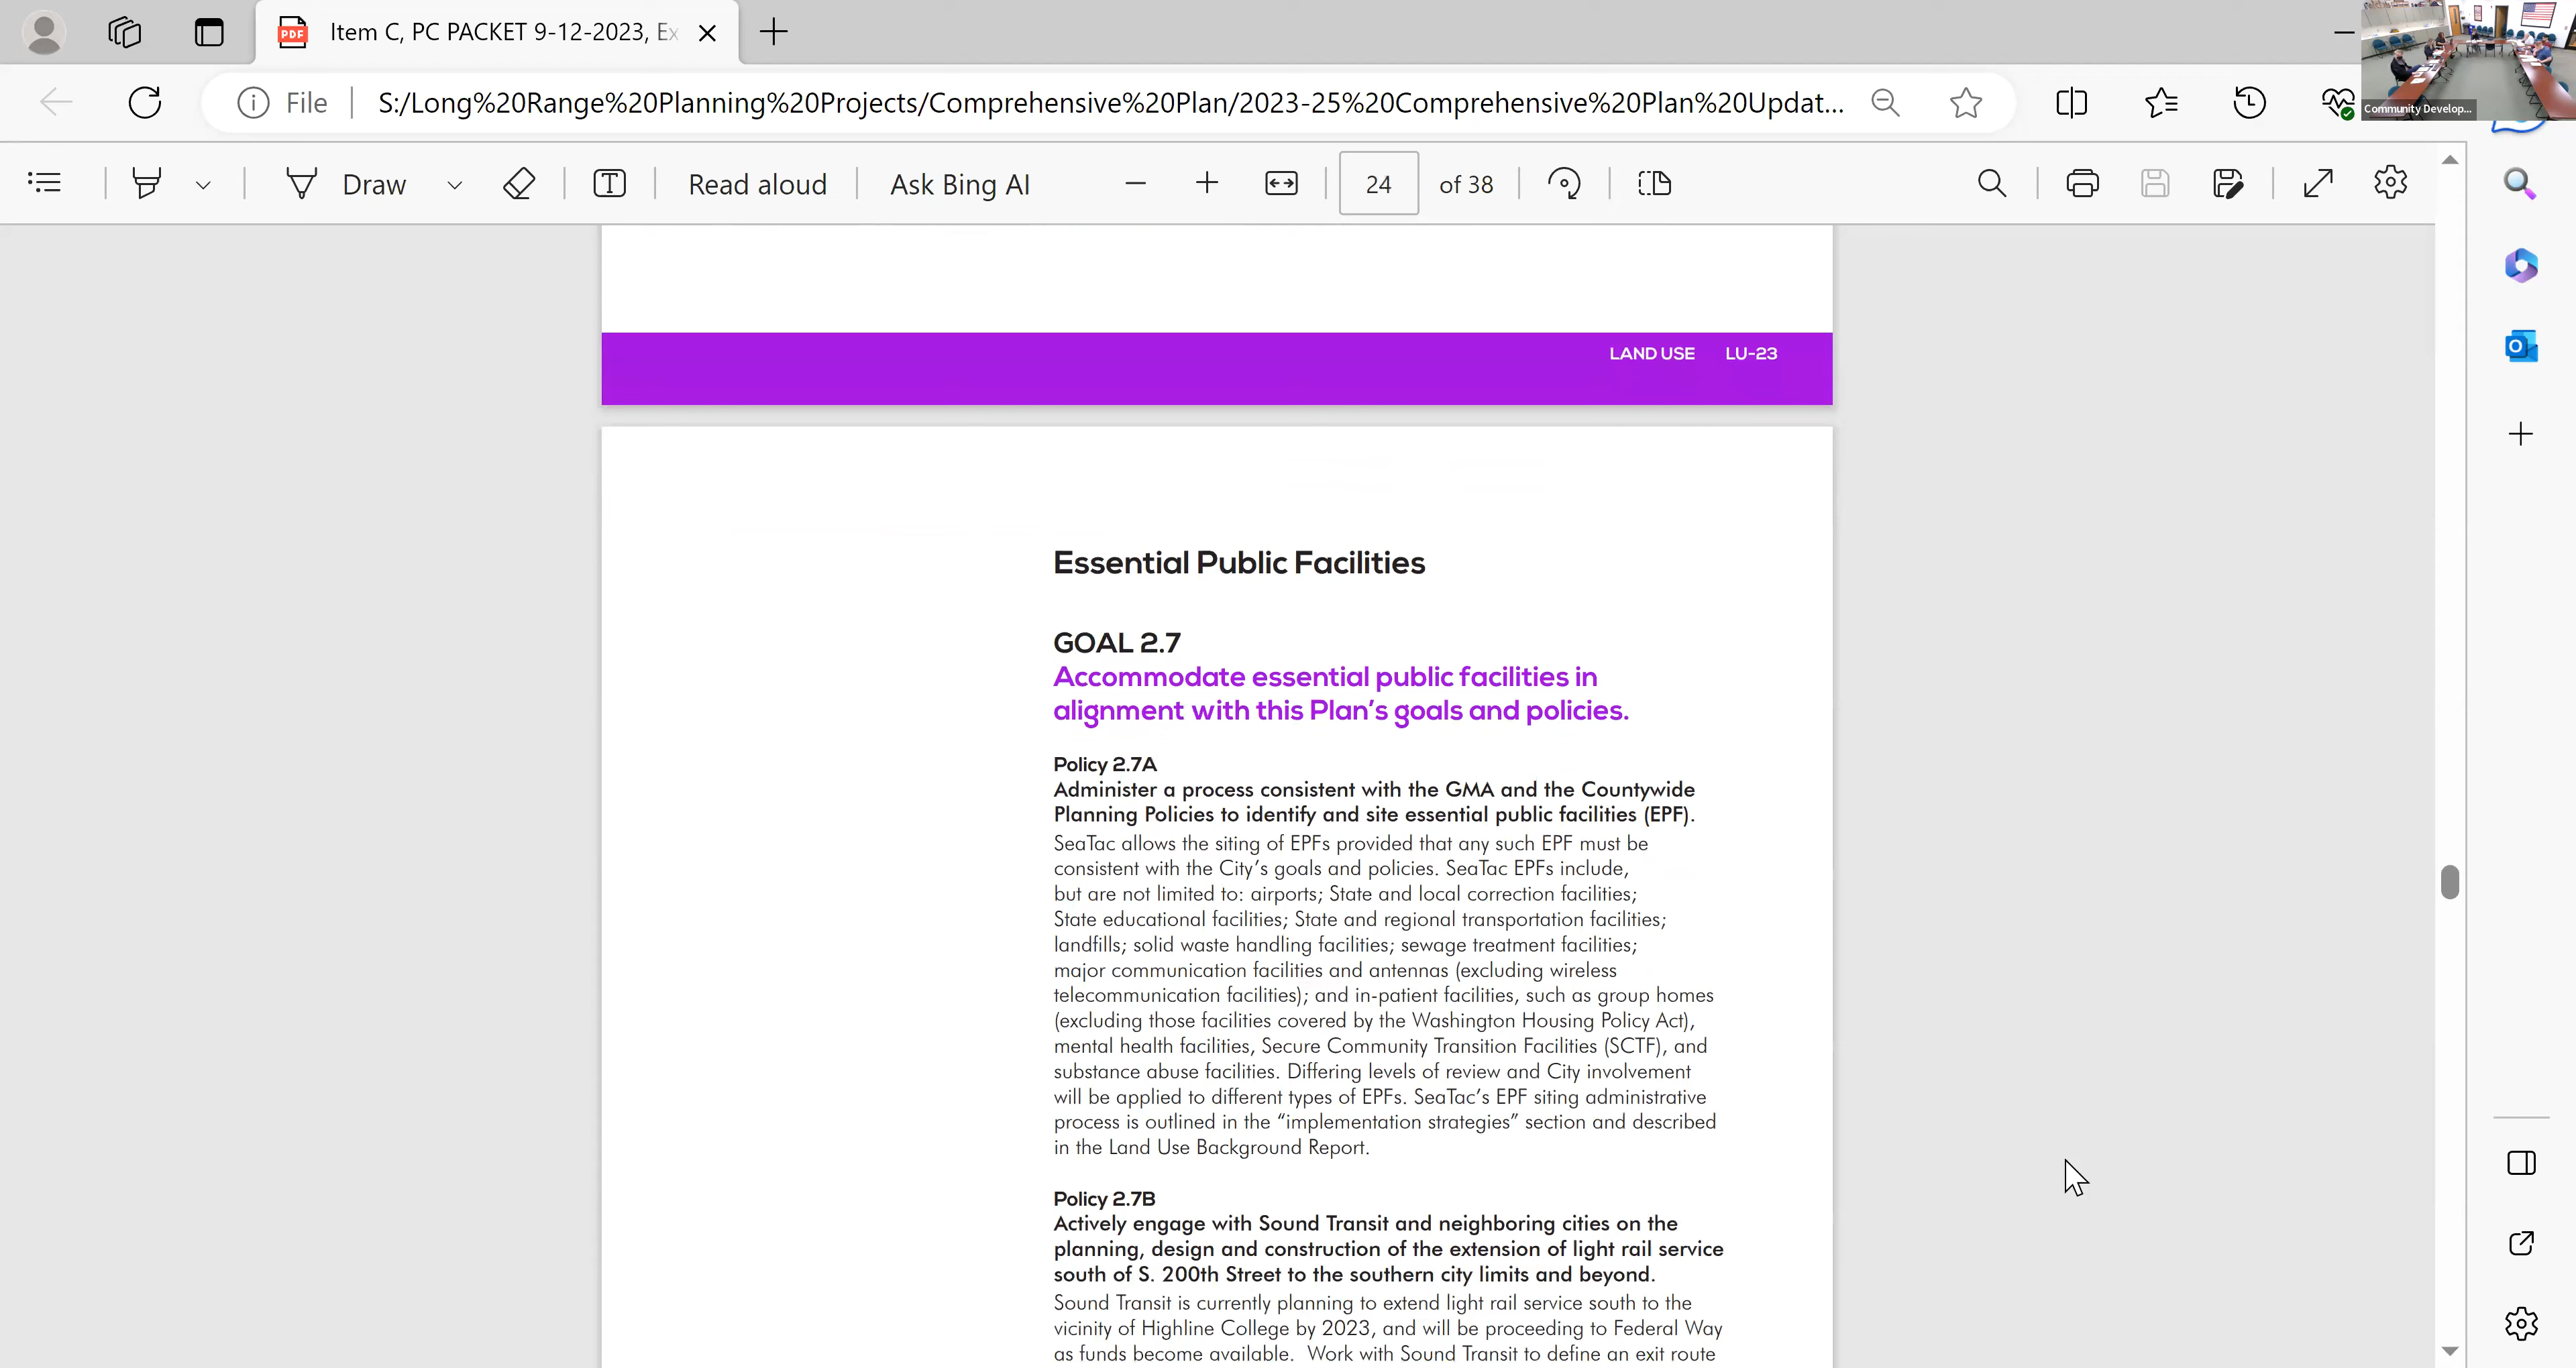 Item C, PC PACKET 9-12-2023, Ex
File
S:/Long%20Range%20Planning%20Projects/Comprehensive%20Plan/2023-25%20Comprehensive%20Plan%20Updat...
Community Develop...
Draw
Read aloud
Ask Bing AI
24
of 38
LAND USE LU-23
Essential Public Facilities
GOAL 2.7
Accommodate essential public facilities in
alignment with this Plan's goals and policies.
Policy 2.7A
Administer a process consistent with the GMA and the Countywide
Planning Policies to identify and site essential public facilities (EPF).
SeaTac allows the siting of EPFs provided that any such EPF must be
consistent with the City's goals and policies. SeaTac EPFs include,
but are not limited to: airports; State and local correction facilities;
State educational facilities; State and regional transportation facilities;
landfills; solid waste handling facilities; sewage treatment facilities;
major communication facilities and antennas (excluding wireless
telecommunication facilities); and in-patient facilities, such as group homes
(excluding those facilities covered by the Washington Housing Policy Act),
mental health facilities, Secure Community Transition Facilities (SCTF), and
substance abuse facilities. Differing levels of review and City involvement
will be applied to different types of EPFs. SeaTac's EPF siting administrative
process is outlined in the “implementation strategies” section and described
in the Land Use Background Report.
Policy 2.7B
Actively engage with Sound Transit and neighboring cities on the
planning, design and construction of the extension of light rail service
south of S. 200th Street to the southern city limits and beyond.
Sound Transit is currently planning to extend light rail service south to the
vicinity of Highline College by 2023, and will be proceeding to Federal Way
as funds become available. Work with Sound Transit to define an exit route